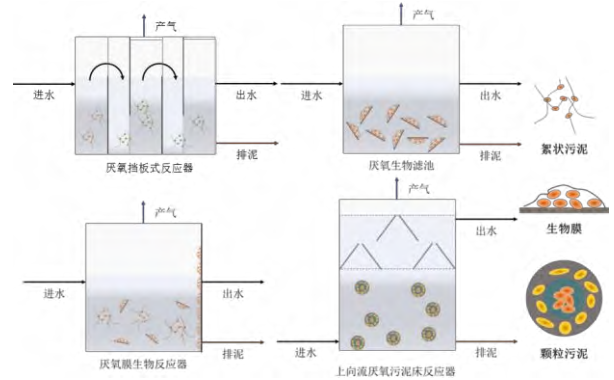 产气
产气
进水
出水
进水
出水
排泥
排泥
絮状污泥
厌氧挡板式反应器
厌氧生物滤池
产气
产气
出水
生物膜
进水
出水
进水
排泥
排泥
颗粒污泥
厌氧膜生物反应器
上向流厌氧污泥床反应器